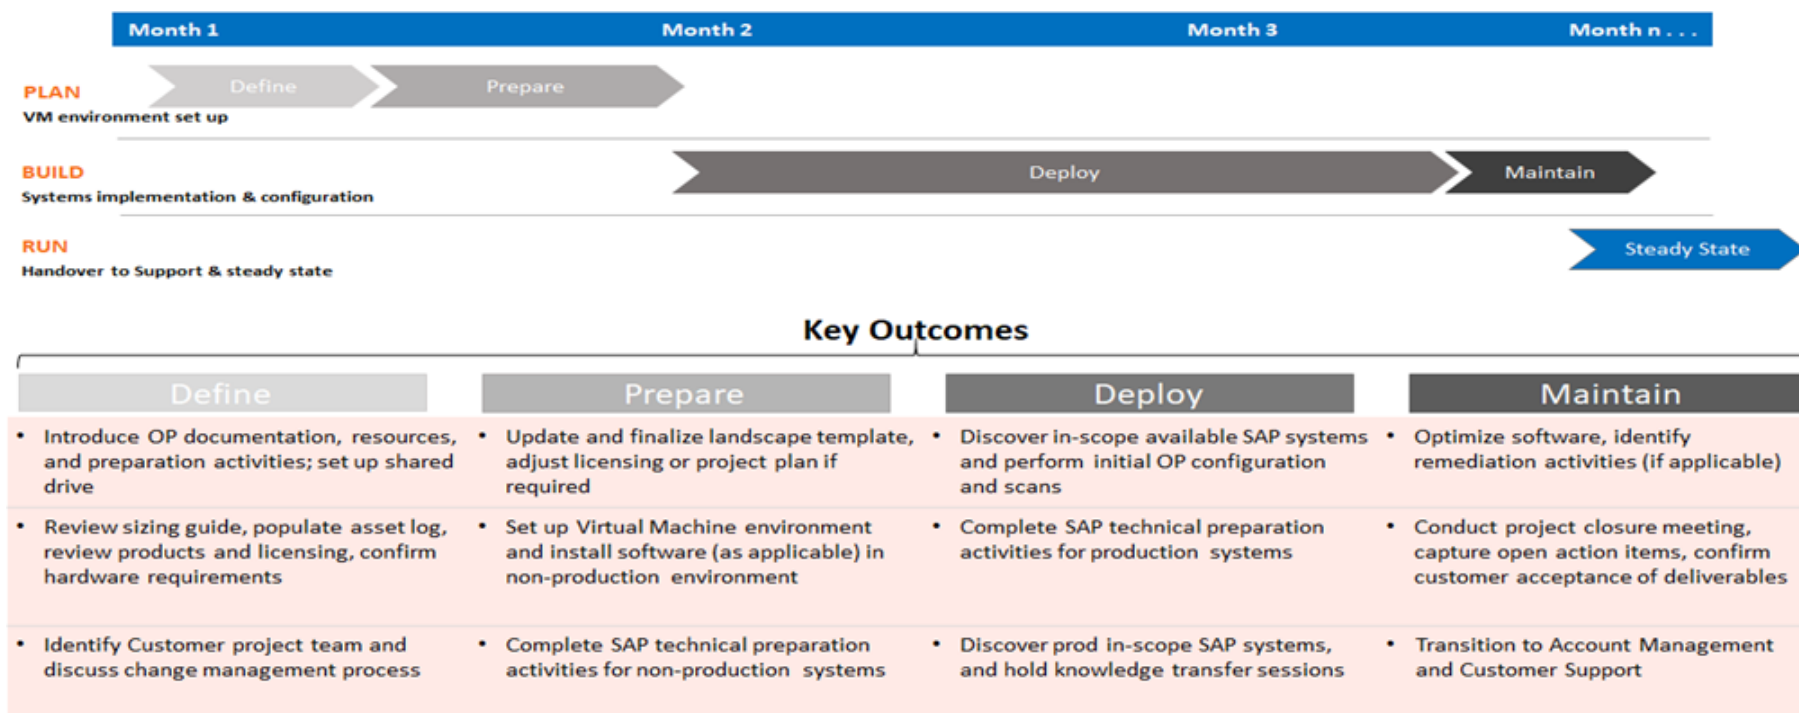 Month 1 Month 2 Month 3 Month n . . .
Define Prepare
PLAN
VM environment set up
BUILD
Deploy Maintain
Systems implementation & configuration
RUN
Steady State
Handover to Support & steady state
Key Outcomes
Define
Prepare
Deploy
Maintain
• Introduce OP documentation, resources,
and preparation activities; set up shared
drive
• Update and finalize landscape template,
adjust licensing or project plan if
required
• Discover in-scope available SAP systems
and perform initial OP configuration
and scans
• Optimize software, identify
remediation activities (if applicable)
• Review sizing guide, populate asset log,
review products and licensing, confirm
hardware requirements
• Set up Virtual Machine environment
and install software (as applicable) in
non-production environment
• Complete SAP technical preparation
activities for production systems
• Conduct project closure meeting,
capture open action items, confirm
customer acceptance of deliverables
• Identify Customer project team and
discuss change management process
• Complete SAP technical preparation
activities for non-production systems
• Discover prod in-scope SAP systems,
and hold knowledge transfer sessions
• Transition to Account Management
and Customer Support